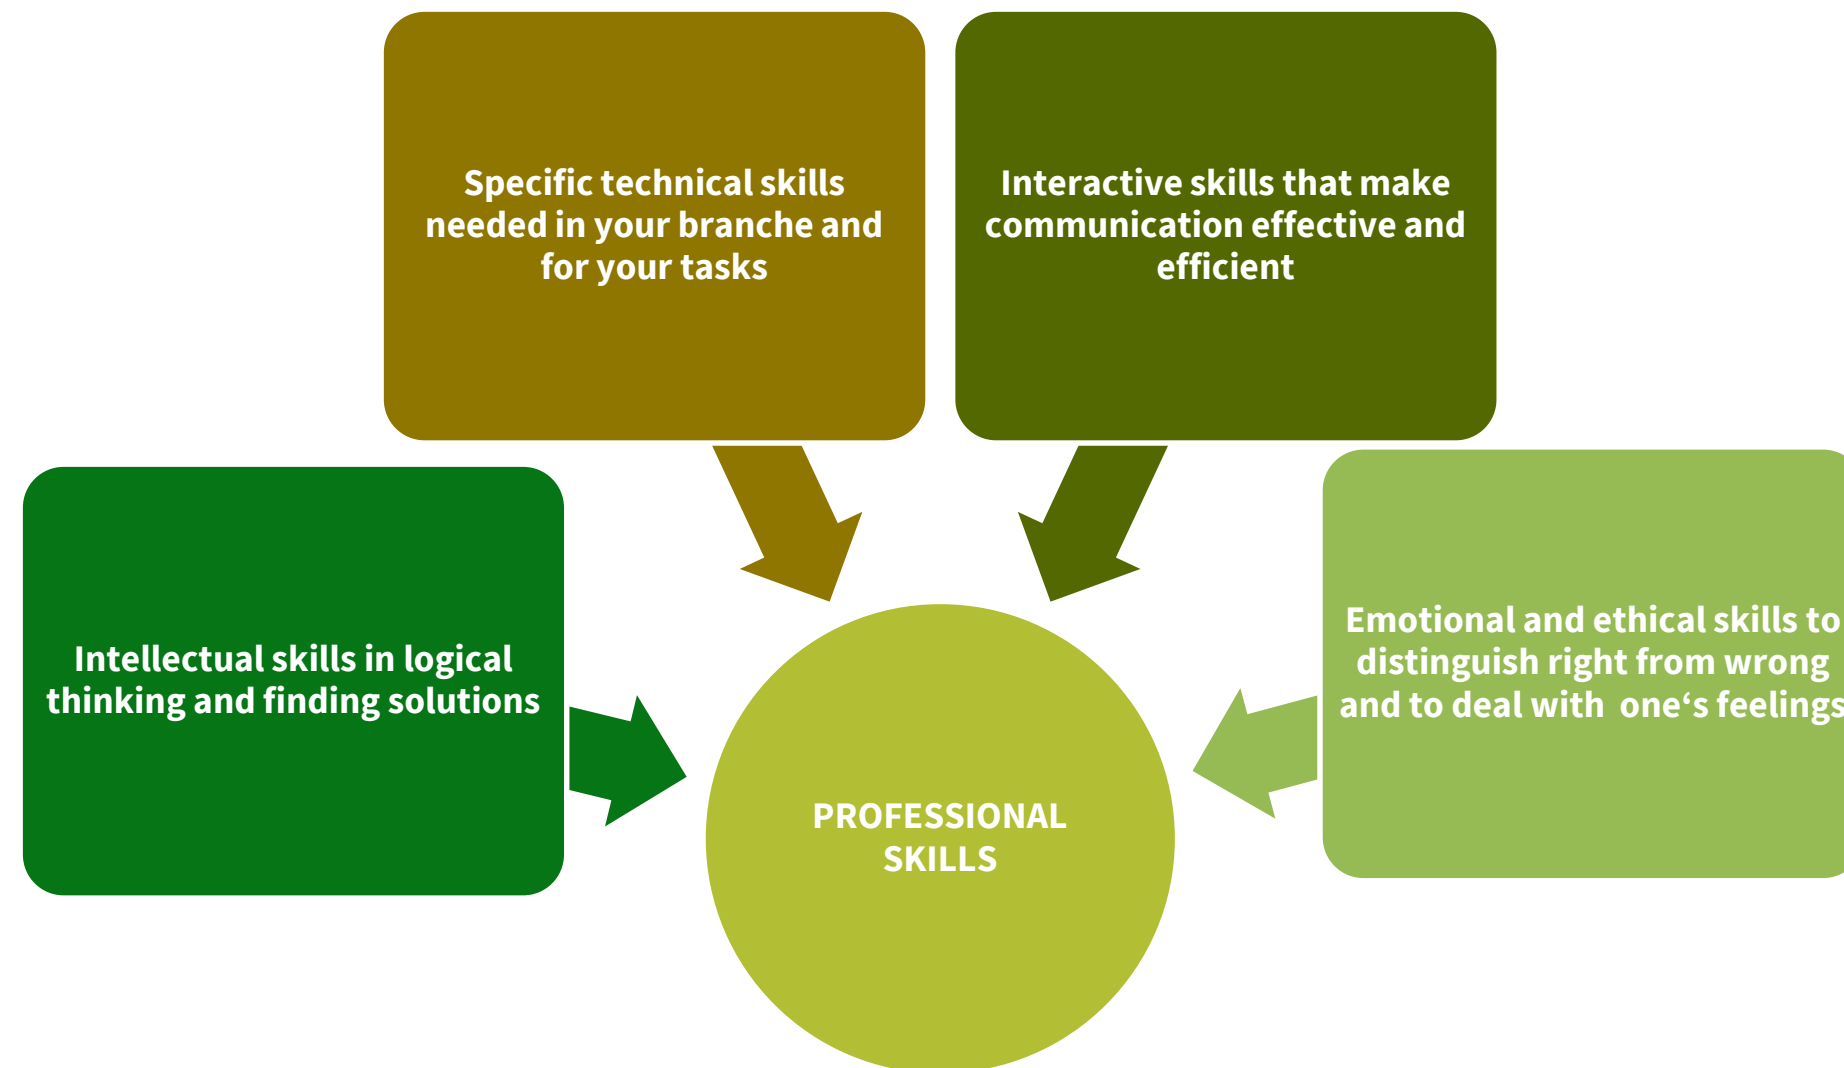 Specific technical skills
needed in your branche and
for your tasks
Interactive skills that make
communication effective and
efficient
Intellectual skills in logical
thinking and finding solutions
Emotional and ethical skills to
distinguish right from wrong
and to deal with  one‘s feelings
PROFESSIONAL
SKILLS